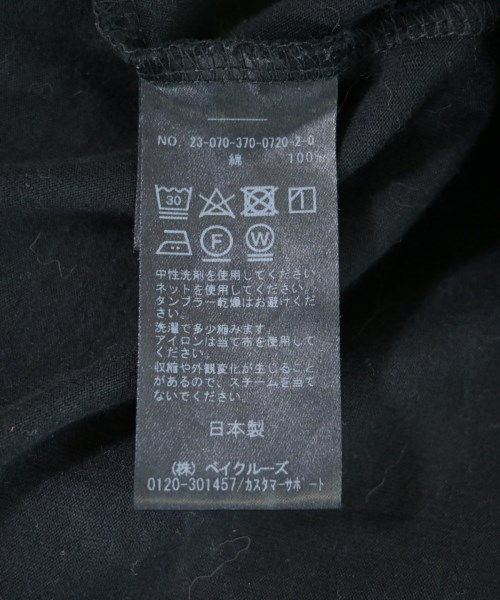 NO. 23-070-370-0720-2-0
綿 100%
30
F W
中性洗剤を使用してください
ネットを使用してください。
タンブラー乾燥はお避けくだ
さい。
洗濯で多少縮みます。
アイロンは当て布を使用して
ください。
収縮や外観変化が生じること
があるので、スチームを当て
ないでください。
日本製
(株) ベイクルーズ
0120-301457/カスタマーサポート